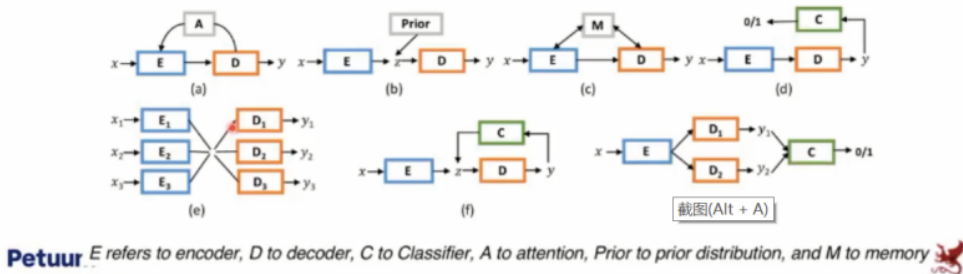 A
x E D y
(a)
Prior
x E z D y
(b)
M
x E D y
(c)
0/1 C
x E D y
(d)
x₁ E₁ D₁ y₁
x₂ E₂ D₂ y₂
x₃ E₃ D₃ y₃
(e)
C
x E z D y
(f)
D₁ y₁
x E C 0/1
D₂ y₂
截图(Alt + A)
Petuur E refers to encoder, D to decoder, C to Classifier, A to attention, Prior to prior distribution, and M to memory